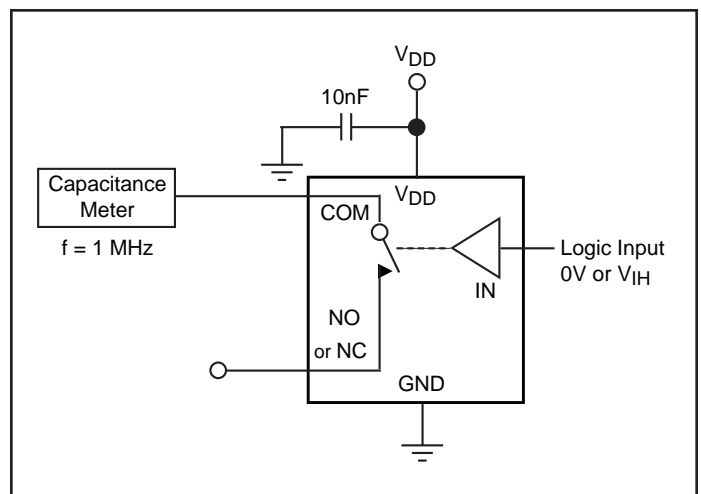 VDD
10nF
Capacitance
Meter
f = 1 MHz
VDD
COM
Logic Input
0V or VIH
IN
NO
or NC
GND